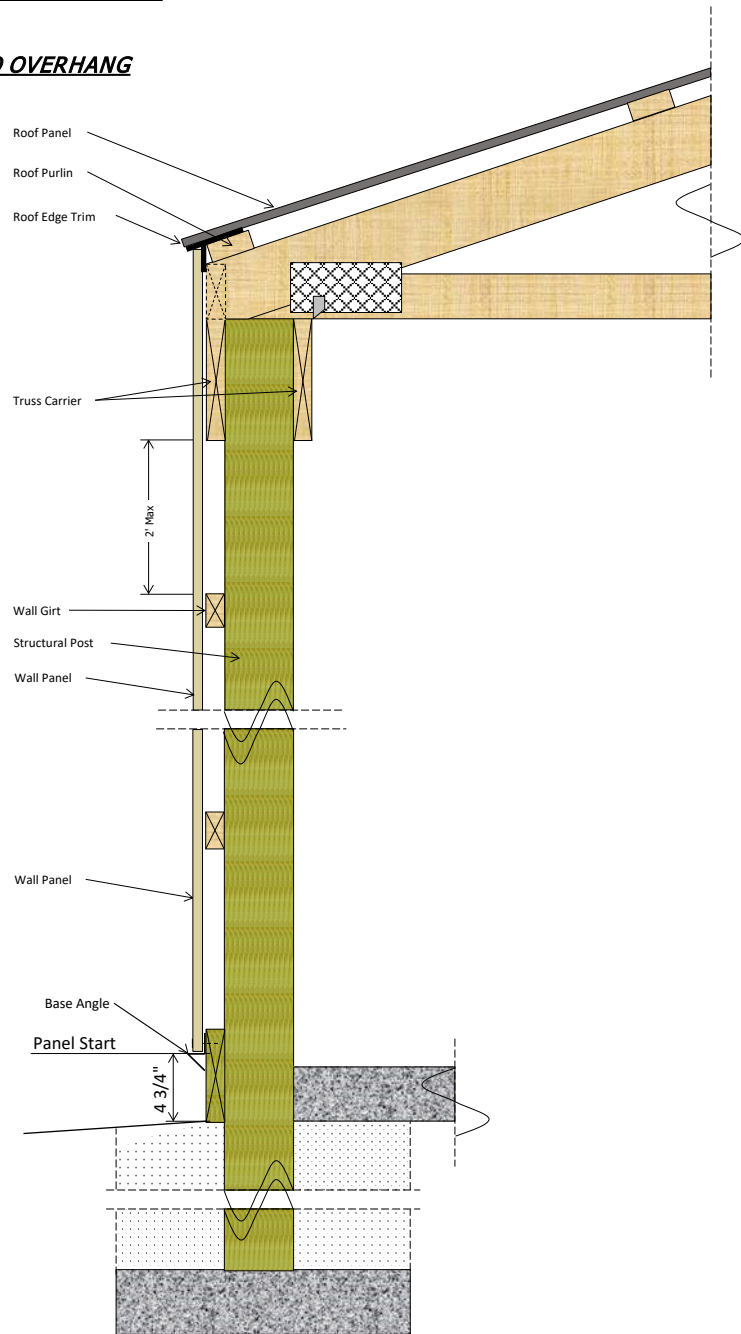 OVERHANG
Roof Panel
Roof Purlin
Roof Edge Trim
Truss Carrier
2' Max
Wall Girt
Structural Post
Wall Panel
Wall Panel
Base Angle
Panel Start
4 3/4"